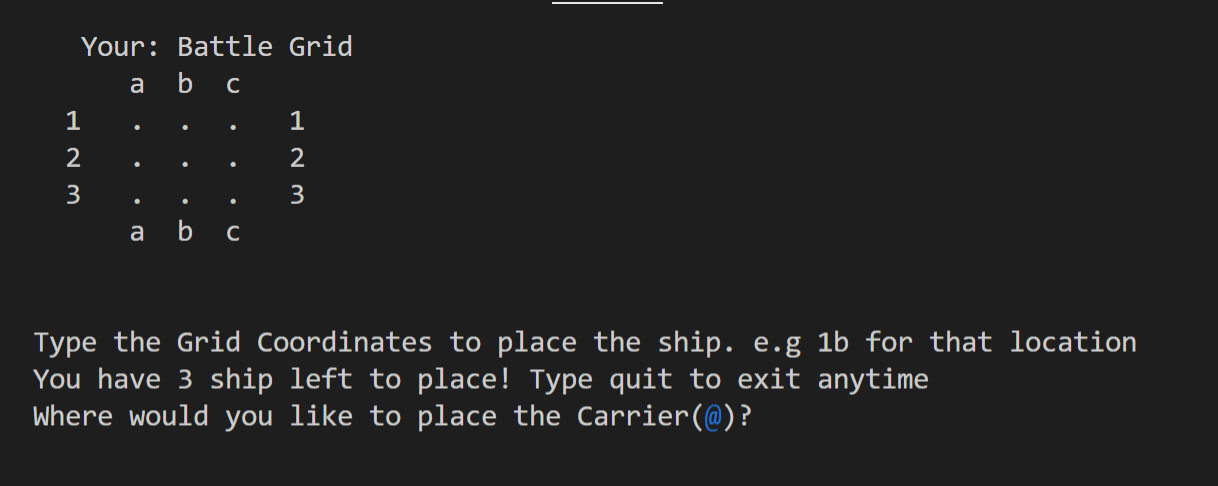 Your: Battle Grid
a b c
1 . . . 1
2 . . . 2
3 . . . 3
a b c
Type the Grid Coordinates to place the ship. e.g 1b for that location
You have 3 ship left to place! Type quit to exit anytime
Where would you like to place the Carrier(@)?